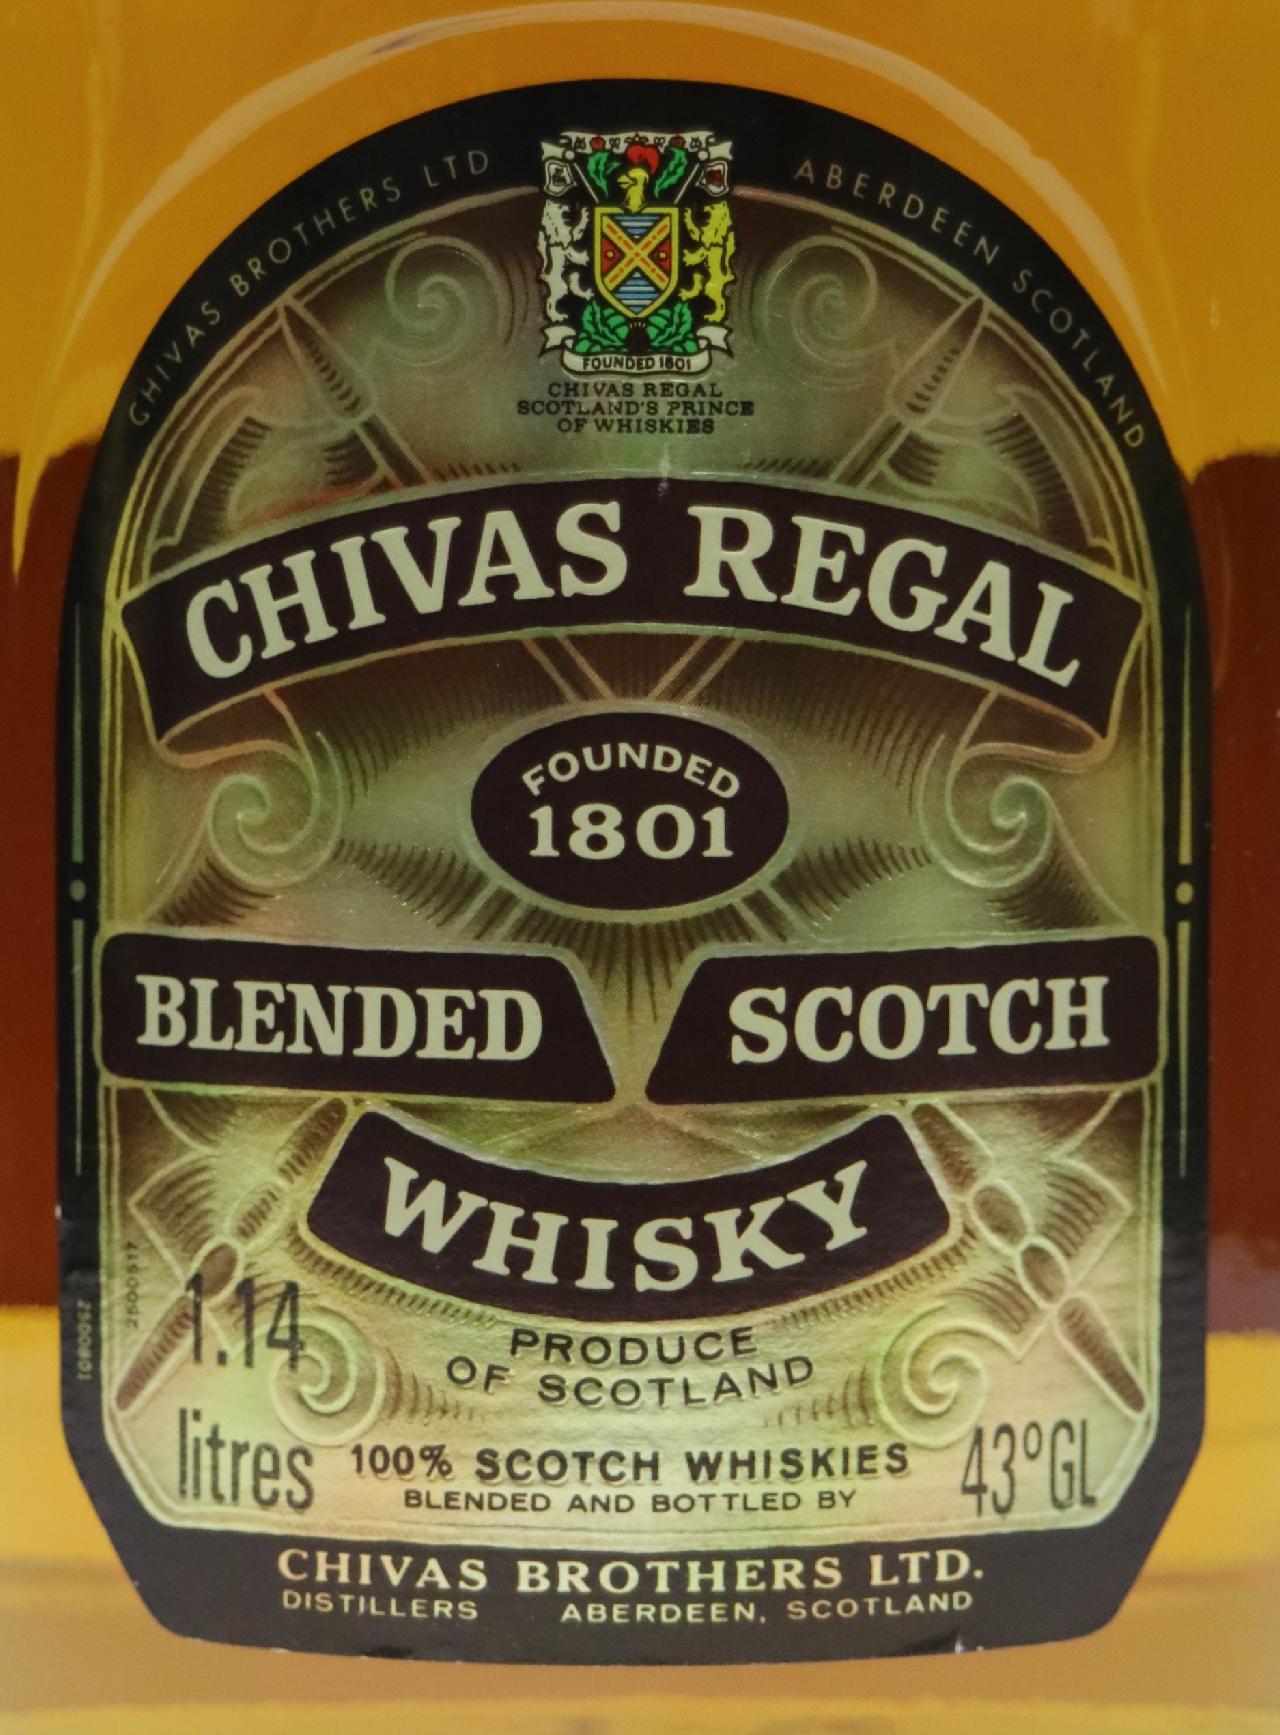 CHIVAS BROTHERS LTD
ABERDEEN SCOTLAND
FOUNDED 1801
CHIVAS REGAL
SCOTLAND'S PRINCE
OF WHISKIES
CHIVAS REGAL
FOUNDED
1801
BLENDED SCOTCH
WHISKY
1.14
litres
PRODUCE
OF SCOTLAND
100% SCOTCH WHISKIES
BLENDED AND BOTTLED BY
43°GL
CHIVAS BROTHERS LTD.
DISTILLERS ABERDEEN, SCOTLAND